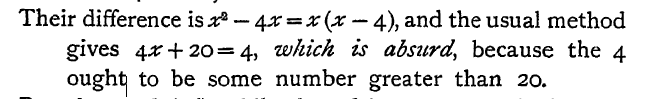 Their difference is x² – 4x = x (x – 4), and the usual method
gives 4x + 20 = 4, which is absurd, because the 4
ought to be some number greater than 20.